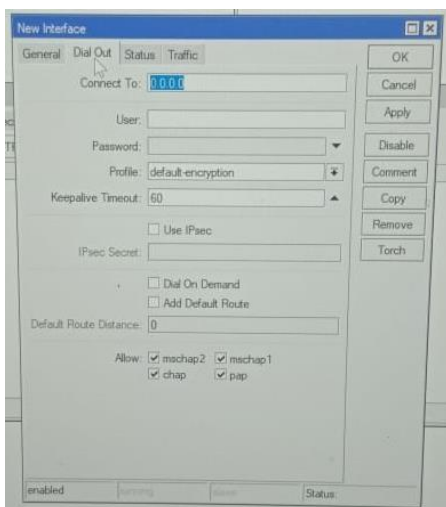 New Interface
General Dial Out Status Traffic
OK
Connect To: 0.0.0.0
Cancel
User:
Apply
Password:
Disable
Profile: default-encryption
Comment
Keepalive Timeout: 60
Copy
Use IPsec
Remove
IPsec Secret:
Torch
Dial On Demand
Add Default Route
Default Route Distance: 0
Allow: mschap2 mschap1
chap pap
enabled running slave Status: